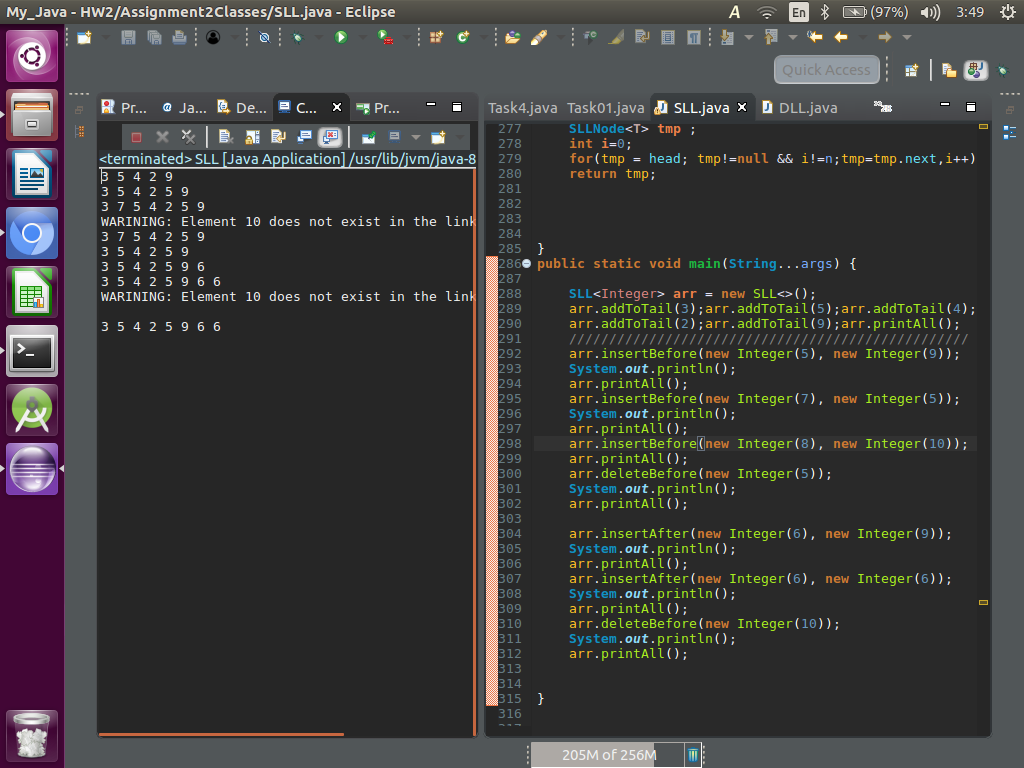 My_Java - HW2/Assignment2Classes/SLL.java - Eclipse
A En (97%) 3:49
Quick Access
Pr... Ja... De... C... Pr...
Task4.java Task01.java SLL.java DLL.java
<terminated> SLL [Java Application] /usr/lib/jvm/java-8
3 5 4 2 9
3 5 4 2 5 9
3 7 5 4 2 5 9
WARINING: Element 10 does not exist in the link
3 7 5 4 2 5 9
3 5 4 2 5 9
3 5 4 2 5 9 6
3 5 4 2 5 9 6 6
WARINING: Element 10 does not exist in the link
3 5 4 2 5 9 6 6
277 SLLNode<T> tmp ;
278 int i=0;
279 for(tmp = head; tmp!=null && i!=n;tmp=tmp.next,i++)
280 return tmp;
281
282
283
284
285 }
286 public static void main(String...args) {
287
288 SLL<Integer> arr = new SLL<>();
289 arr.addToTail(3);arr.addToTail(5);arr.addToTail(4);
290 arr.addToTail(2);arr.addToTail(9);arr.printAll();
291 //////////////////////////////////////////////////
292 arr.insertBefore(new Integer(5), new Integer(9));
293 System.out.println();
294 arr.printAll();
295 arr.insertBefore(new Integer(7), new Integer(5));
296 System.out.println();
297 arr.printAll();
298 arr.insertBefore(new Integer(8), new Integer(10));
299 arr.printAll();
300 arr.deleteBefore(new Integer(5));
301 System.out.println();
302 arr.printAll();
303
304 arr.insertAfter(new Integer(6), new Integer(9));
305 System.out.println();
306 arr.printAll();
307 arr.insertAfter(new Integer(6), new Integer(6));
308 System.out.println();
309 arr.printAll();
310 arr.deleteBefore(new Integer(10));
311 System.out.println();
312 arr.printAll();
313
314
315 }
316
205M of 256M